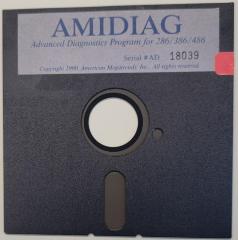 AMIDIAG
Advanced Diagnostics Program for 286/386/486
Serial # AD 18039
Copyright 1990, American Megatrends Inc., All rights reserved.